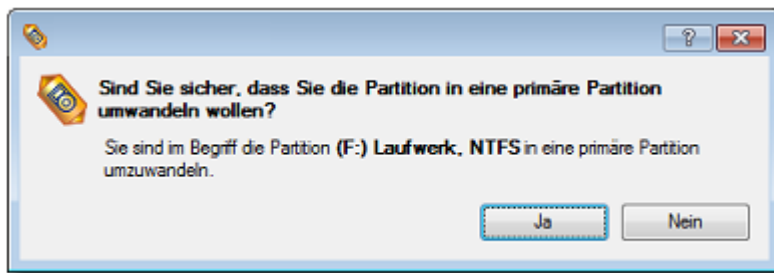 Sind Sie sicher, dass Sie die Partition in eine primäre Partition
umwandeln wollen?
Sie sind im Begriff die Partition (F:) Laufwerk, NTFS in eine primäre Partition
umzuwandeln.
Ja
Nein